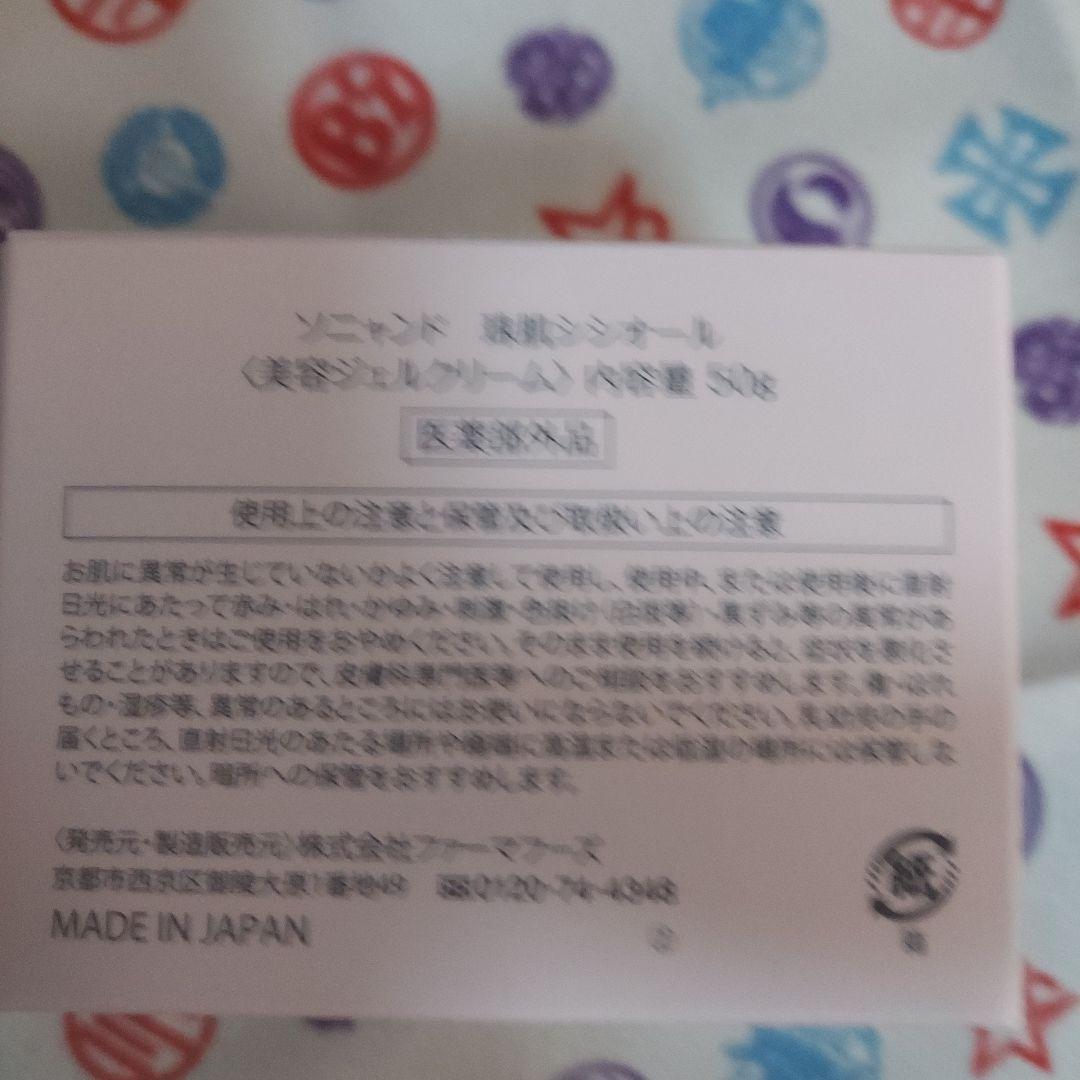 ソニャンド　珠肌シシオール
〈美容ジェルクリーム〉内容量 50g
医薬部外品
使用上の注意と保管及び取扱い上の注意
お肌に異常が生じていないかよく注意して使用し、使用中、または使用後に直射
日光にあたって赤み・はれ・かゆみ・刺激・色抜け（白斑等）・黒ずみ等の異常があ
らわれたときはご使用をおやめください。そのまま使用を続けると、症状を悪化さ
せることがありますので、皮膚科専門医等へのご相談をおすすめします。傷・はれ
もの・湿疹等、異常のあるところにはお使いにならないでください。乳幼児の手の
届くところ、直射日光のあたる場所や極端に高温または低温の場所には保管しな
いでください。暗所への保管をおすすめします。
〈発売元・製造販売元〉株式会社ファーマフーズ
京都市西京区御陵大原1番地49　0120-74-4348
MADE IN JAPAN
紙
箱